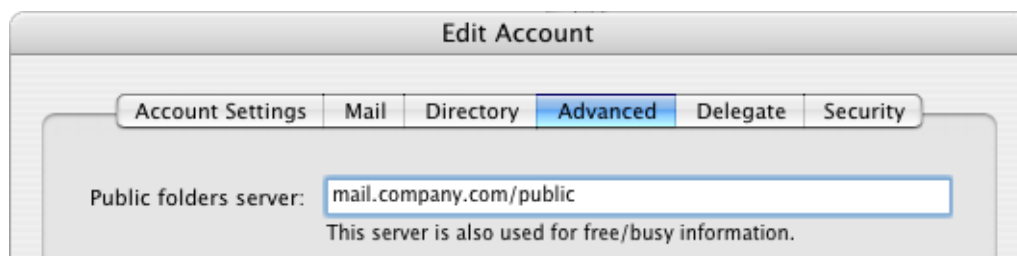 Edit Account
Account Settings Mail Directory Advanced Delegate Security
Public folders server: mail.company.com/public
This server is also used for free/busy information.